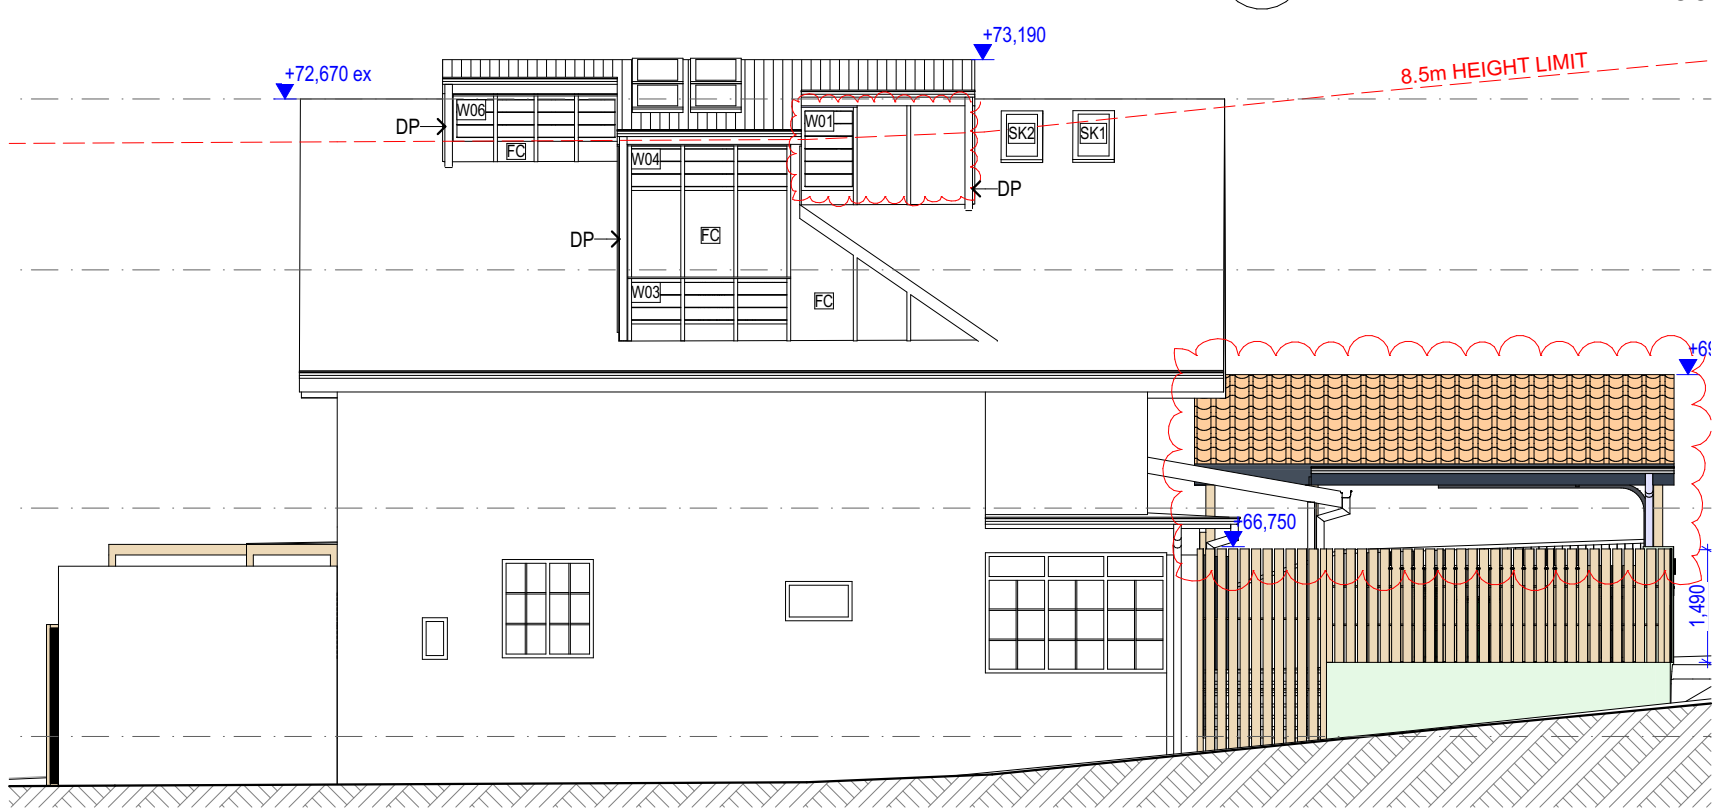 +73,190
8.5m HEIGHT LIMIT
+72,670 ex
W06
W01
DP
SK2
SK1
FC
W04
DP
FC
DP
W03
FC
+66,750
1,490